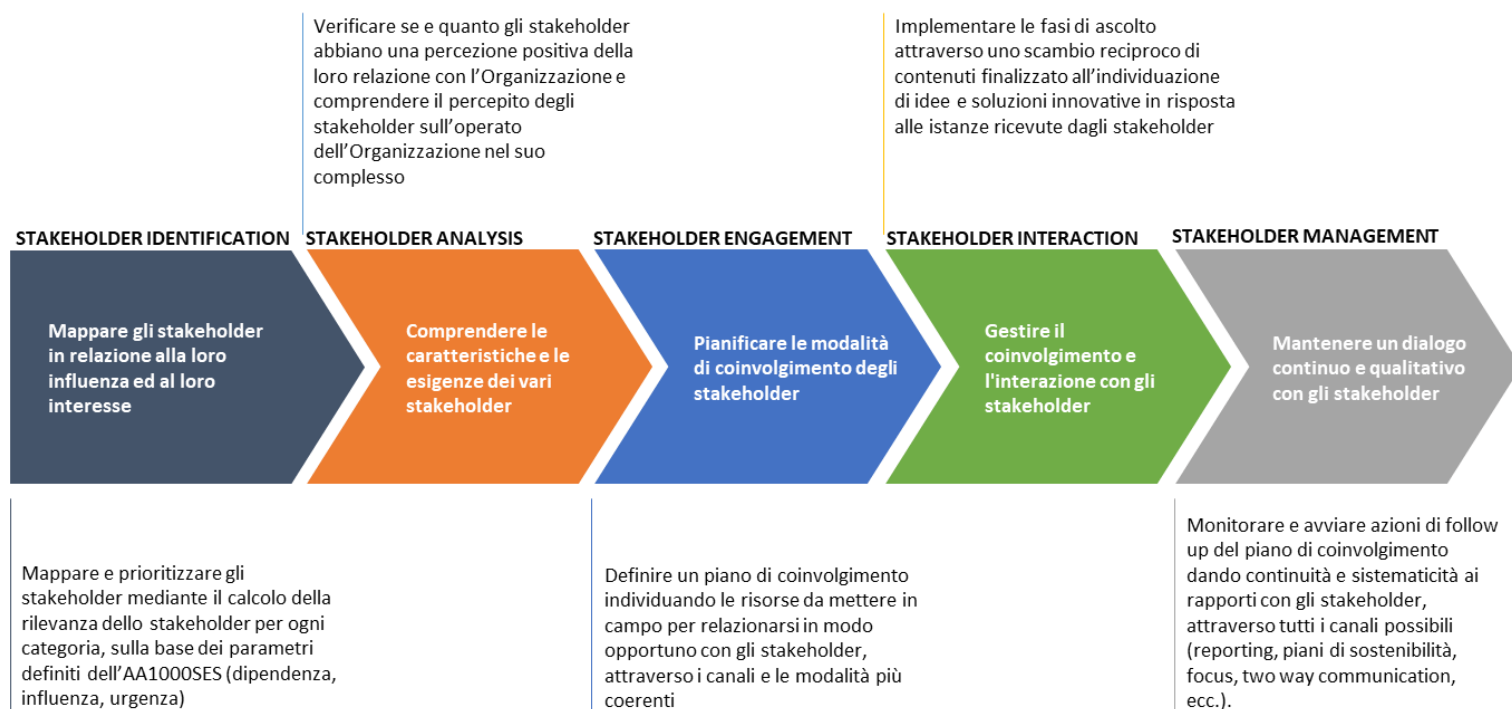 Verificare se e quanto gli stakeholder
abbiano una percezione positiva della
loro relazione con l'Organizzazione e
comprendere il percepito degli
stakeholder sull'operato
dell'Organizzazione nel suo
complesso
Implementare le fasi di ascolto
attraverso uno scambio reciproco di
contenuti finalizzato all'individuazione
di idee e soluzioni innovative in risposta
alle istanze ricevute dagli stakeholder
STAKEHOLDER IDENTIFICATION
STAKEHOLDER ANALYSIS
STAKEHOLDER ENGAGEMENT
STAKEHOLDER INTERACTION
STAKEHOLDER MANAGEMENT
Mappare gli stakeholder
in relazione alla loro
influenza ed al loro
interesse
Comprendere le
caratteristiche e le
esigenze dei vari
stakeholder
Pianificare le modalità
di coinvolgimento degli
stakeholder
Gestire il
coinvolgimento e
l'interazione con gli
stakeholder
Mantenere un dialogo
continuo e qualitativo
con gli stakeholder
Mappare e prioritizzare gli
stakeholder mediante il calcolo della
rilevanza dello stakeholder per ogni
categoria, sulla base dei parametri
definiti dell'AA1000SES (dipendenza,
influenza, urgenza)
Definire un piano di coinvolgimento
individuando le risorse da mettere in
campo per relazionarsi in modo
opportuno con gli stakeholder,
attraverso i canali e le modalità più
coerenti
Monitorare e avviare azioni di follow
up del piano di coinvolgimento
dando continuità e sistematicità ai
rapporti con gli stakeholder,
attraverso tutti i canali possibili
(reporting, piani di sostenibilità,
focus, two way communication,
ecc.).